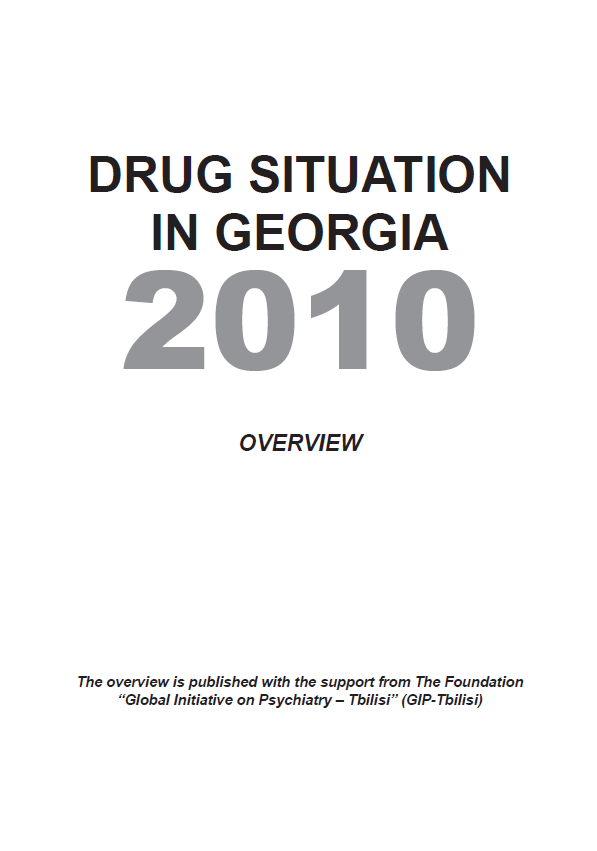 DRUG SITUATION
IN GEORGIA
2010
OVERVIEW
The overview is published with the support from The Foundation
“Global Initiative on Psychiatry – Tbilisi” (GIP-Tbilisi)